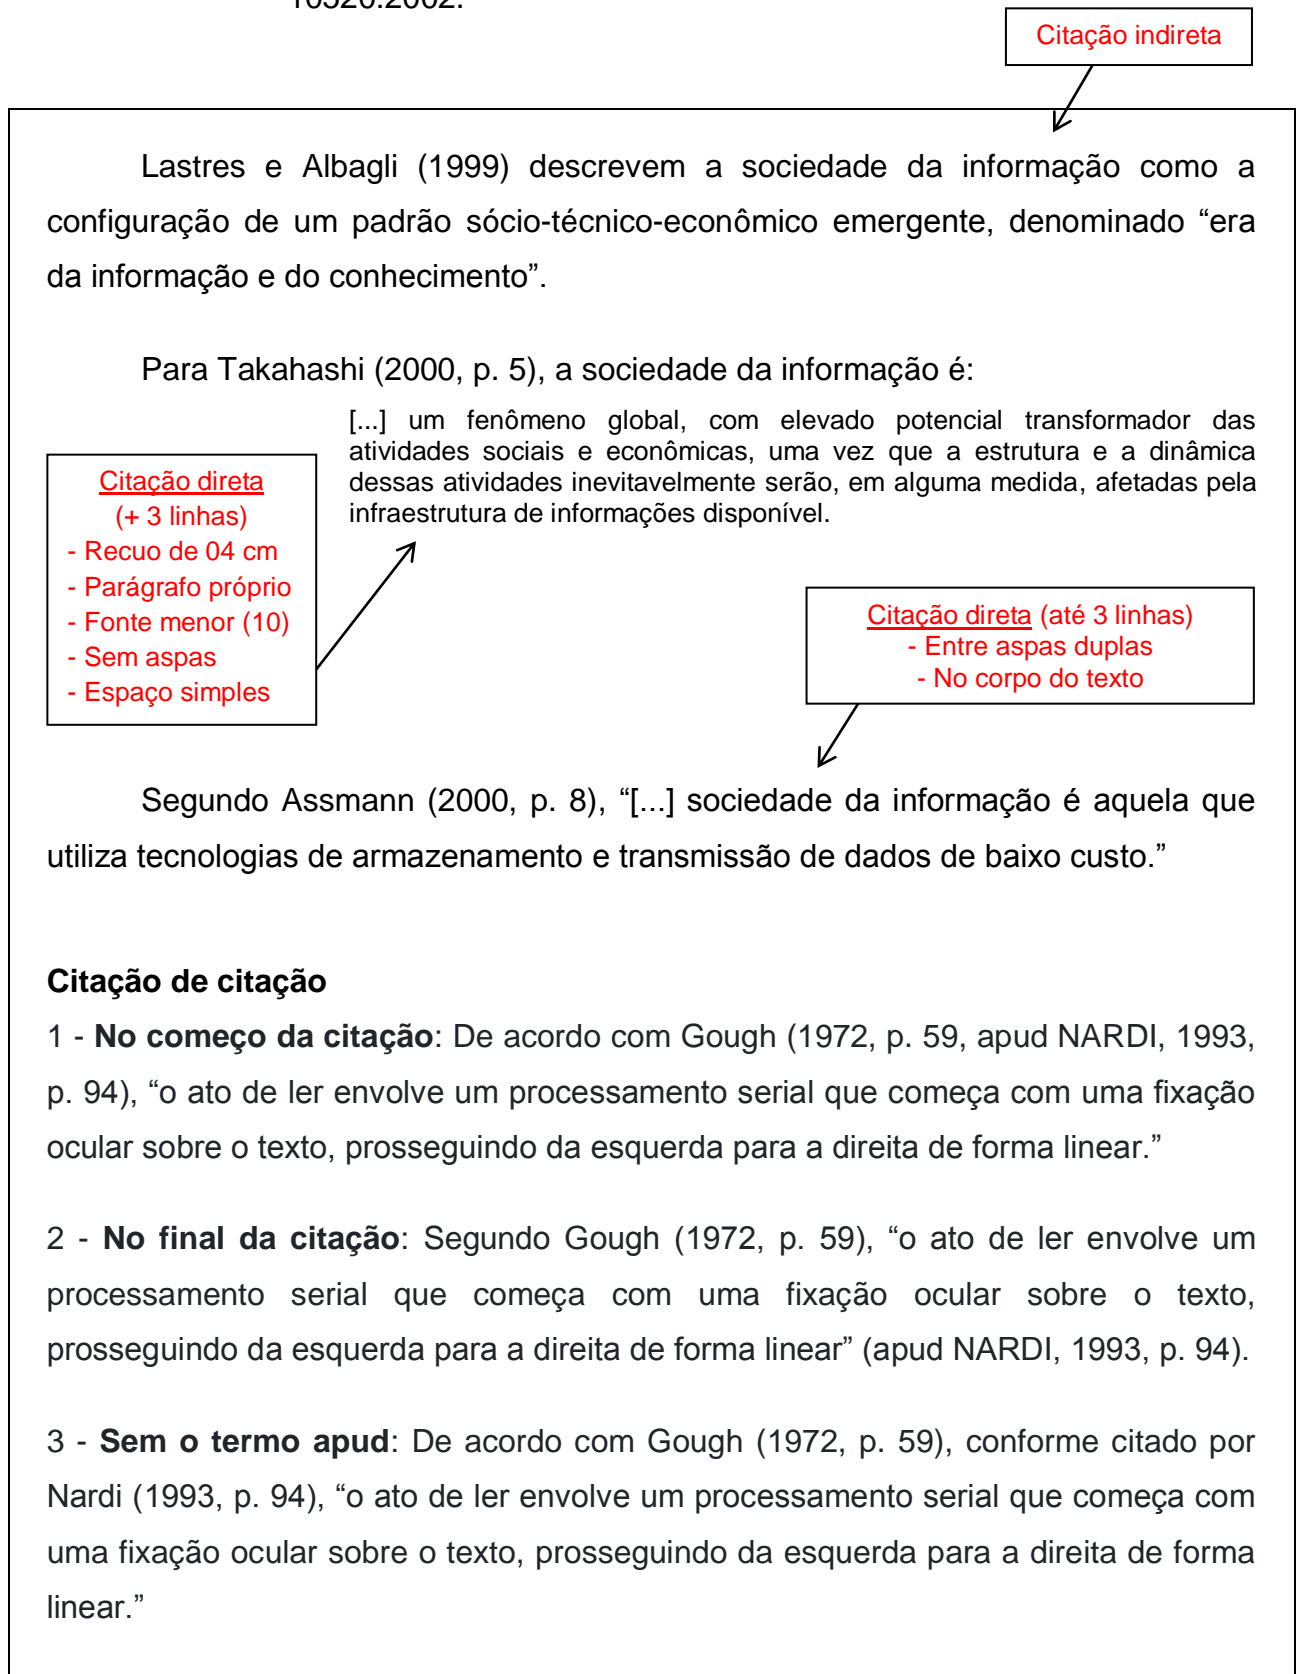 10520:2002.
Citação indireta
Lastres e Albagli (1999) descrevem a sociedade da informação como a
configuração de um padrão sócio-técnico-econômico emergente, denominado “era
da informação e do conhecimento”.
Para Takahashi (2000, p. 5), a sociedade da informação é:
[...] um fenômeno global, com elevado potencial transformador das
atividades sociais e econômicas, uma vez que a estrutura e a dinâmica
dessas atividades inevitavelmente serão, em alguma medida, afetadas pela
infraestrutura de informações disponível.
Citação direta
(+ 3 linhas)
- Recuo de 04 cm
- Parágrafo próprio
- Fonte menor (10)
- Sem aspas
- Espaço simples
Citação direta (até 3 linhas)
- Entre aspas duplas
- No corpo do texto
Segundo Assmann (2000, p. 8), “[...] sociedade da informação é aquela que
utiliza tecnologias de armazenamento e transmissão de dados de baixo custo.”
Citação de citação
1 - No começo da citação: De acordo com Gough (1972, p. 59, apud NARDI, 1993,
p. 94), “o ato de ler envolve um processamento serial que começa com uma fixação
ocular sobre o texto, prosseguindo da esquerda para a direita de forma linear.”
2 - No final da citação: Segundo Gough (1972, p. 59), “o ato de ler envolve um
processamento serial que começa com uma fixação ocular sobre o texto,
prosseguindo da esquerda para a direita de forma linear” (apud NARDI, 1993, p. 94).
3 - Sem o termo apud: De acordo com Gough (1972, p. 59), conforme citado por
Nardi (1993, p. 94), “o ato de ler envolve um processamento serial que começa com
uma fixação ocular sobre o texto, prosseguindo da esquerda para a direita de forma
linear.”